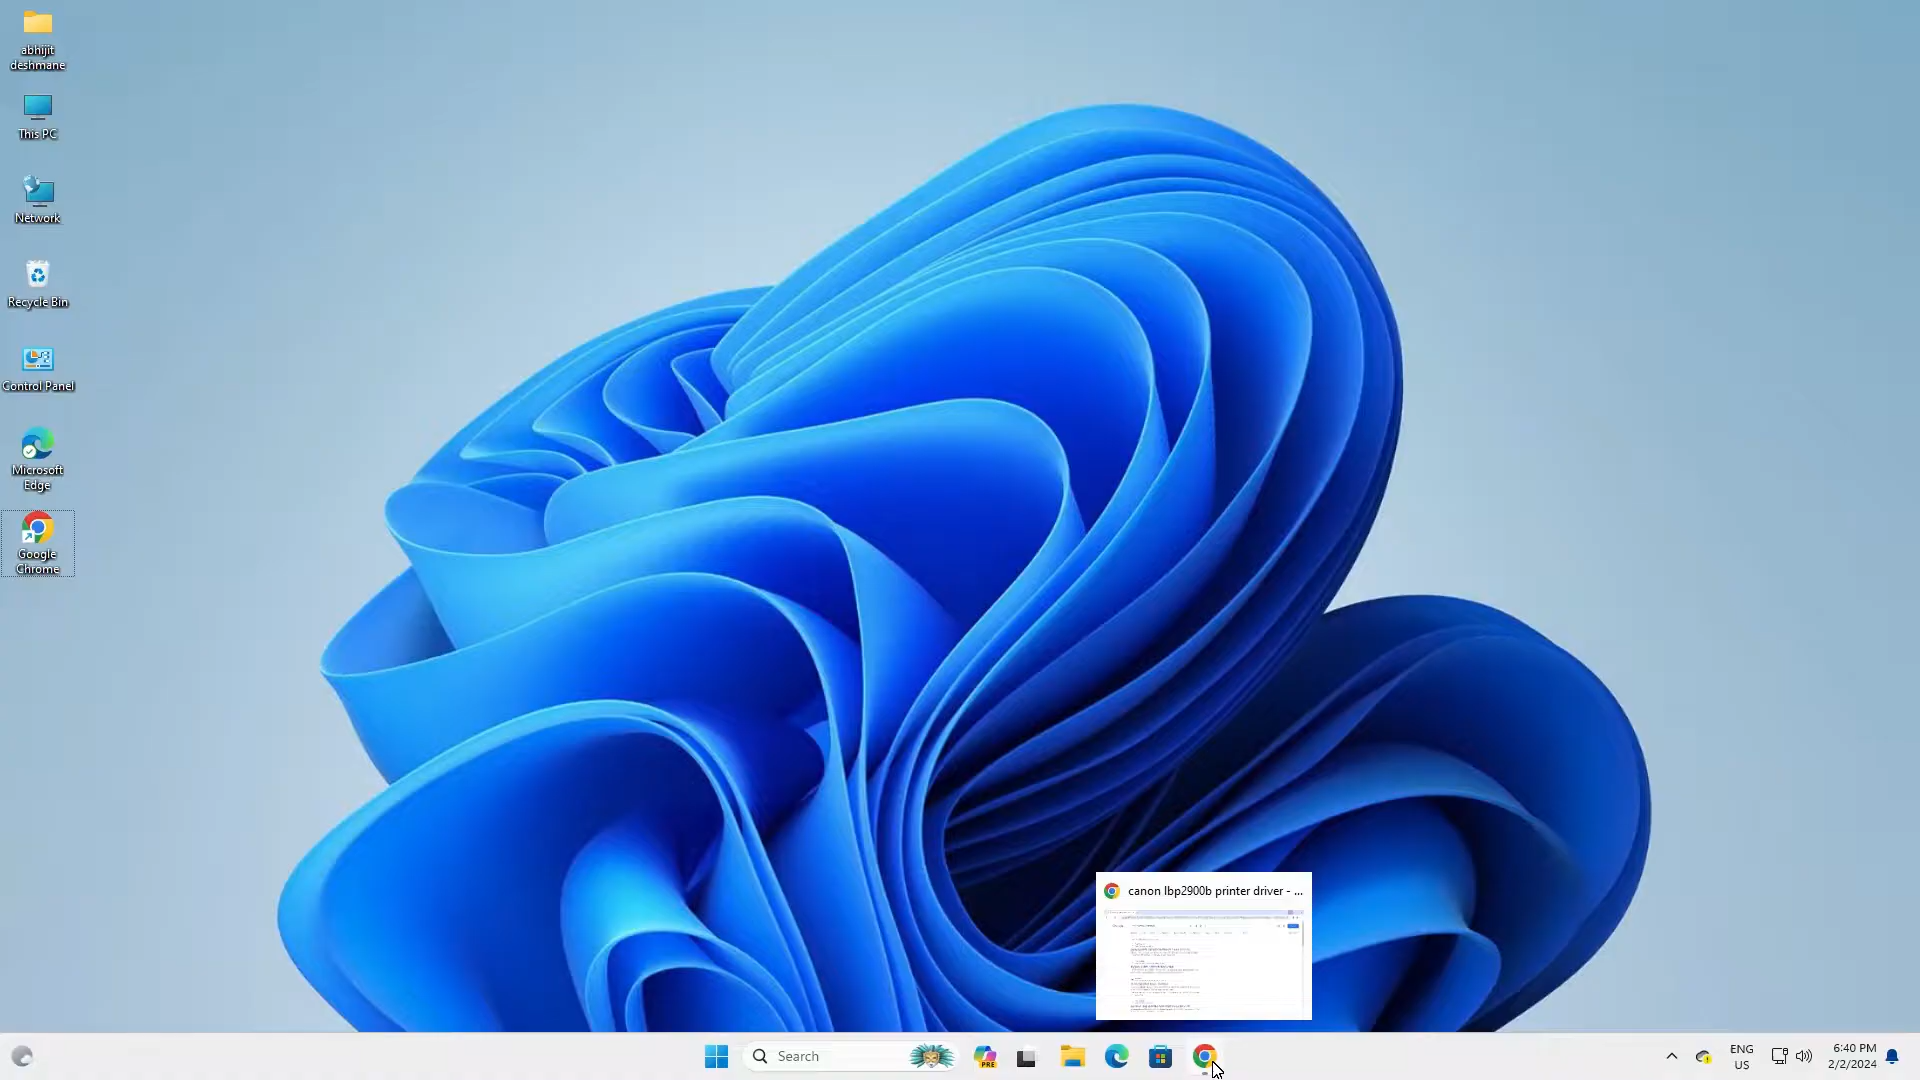 abhijit
deshmane
This PC
Network
Recycle Bin
Control Panel
Microsoft
Edge
Google
Chrome
canon lbp2900b printer driver - ...
Search
PRE
ENG
US
6:40 PM
2/2/2024